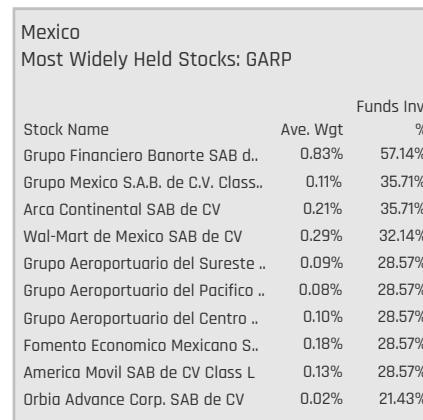 Mexico
Most Widely Held Stocks: GARP
Funds Inv
Stock Name Ave. Wgt %
Grupo Financiero Banorte SAB d.. 0.83% 57.14%
Grupo Mexico S.A.B. de C.V. Class.. 0.11% 35.71%
Arca Continental SAB de CV 0.21% 35.71%
Wal-Mart de Mexico SAB de CV 0.29% 32.14%
Grupo Aeroportuario del Sureste .. 0.09% 28.57%
Grupo Aeroportuario del Pacifico .. 0.08% 28.57%
Grupo Aeroportuario del Centro .. 0.10% 28.57%
Fomento Economico Mexicano S.. 0.18% 28.57%
America Movil SAB de CV Class L 0.13% 28.57%
Orbia Advance Corp. SAB de CV 0.02% 21.43%